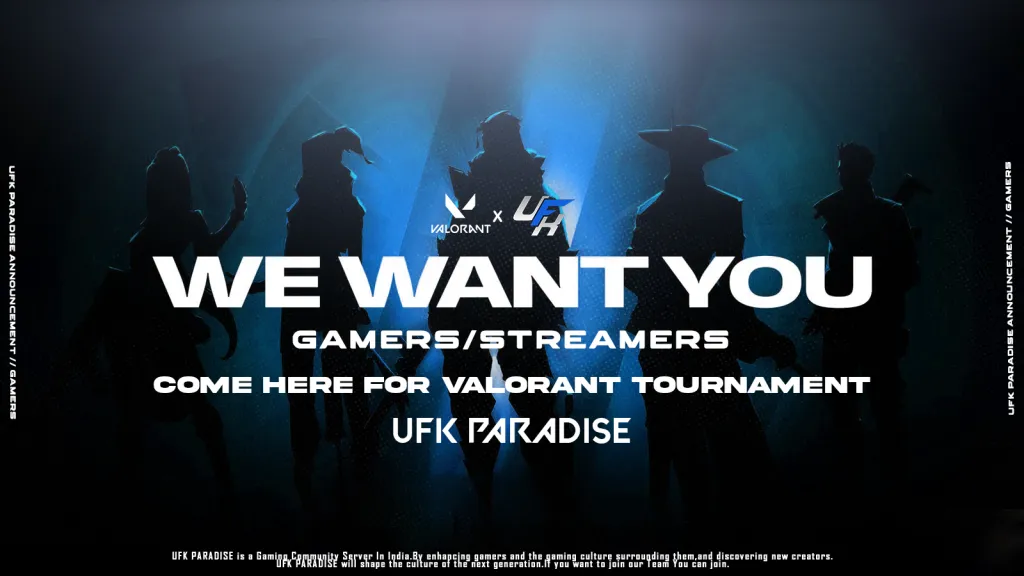 UFK PARADISE ANNOUNCEMENT // GAMERS
VALORANT X UFK
WE WANT YOU
GAMERS/STREAMERS
COME HERE FOR VALORANT TOURNAMENT
UFK PARADISE
UFK PARADISE is a Gaming Community Server In India.By enhancing gamers and the gaming culture surrounding them,and discovering new creators.
UFK PARADISE will shape the culture of the next generation.If you want to join our Team You can join.
UFK PARADISE ANNOUNCEMENT // GAMERS